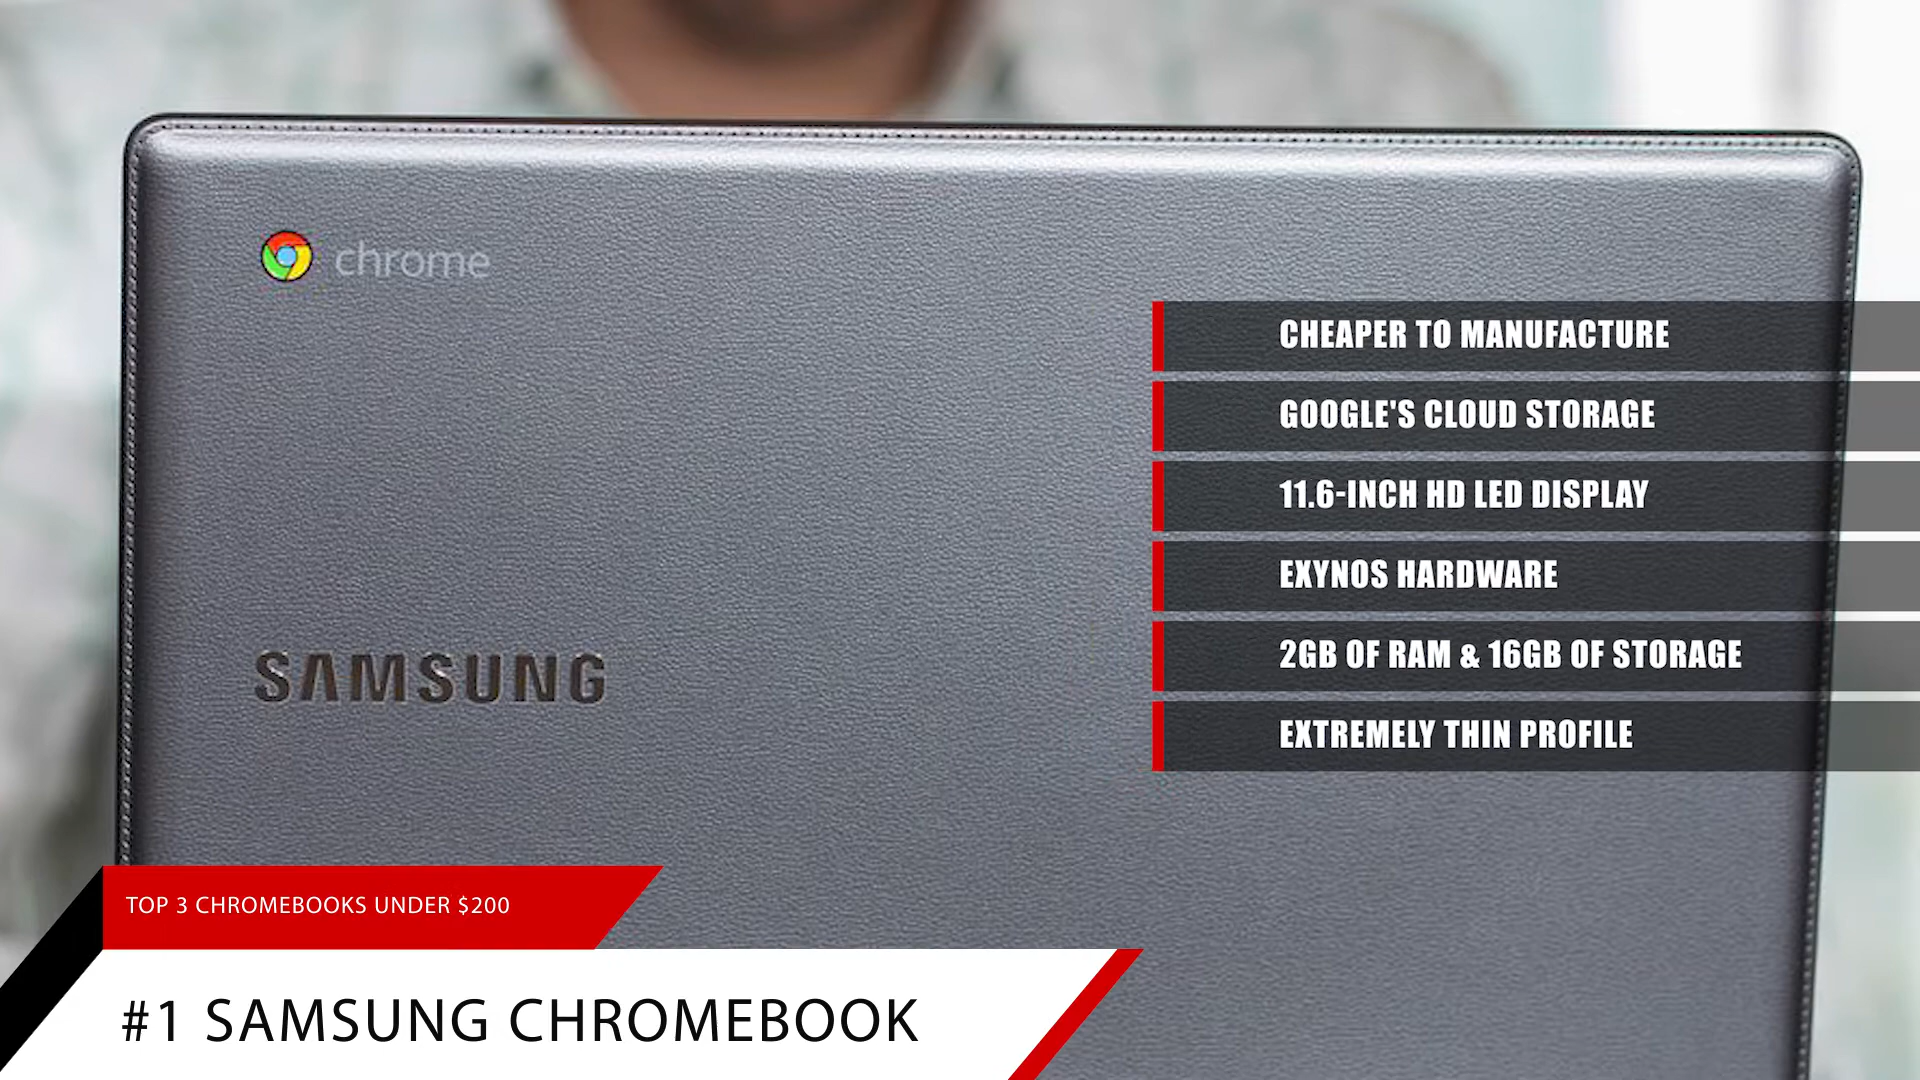 chrome
SAMSUNG
CHEAPER TO MANUFACTURE
GOOGLE'S CLOUD STORAGE
11.6-INCH HD LED DISPLAY
EXYNOS HARDWARE
2GB OF RAM & 16GB OF STORAGE
EXTREMELY THIN PROFILE
TOP 3 CHROMEBOOKS UNDER $200
#1 SAMSUNG CHROMEBOOK